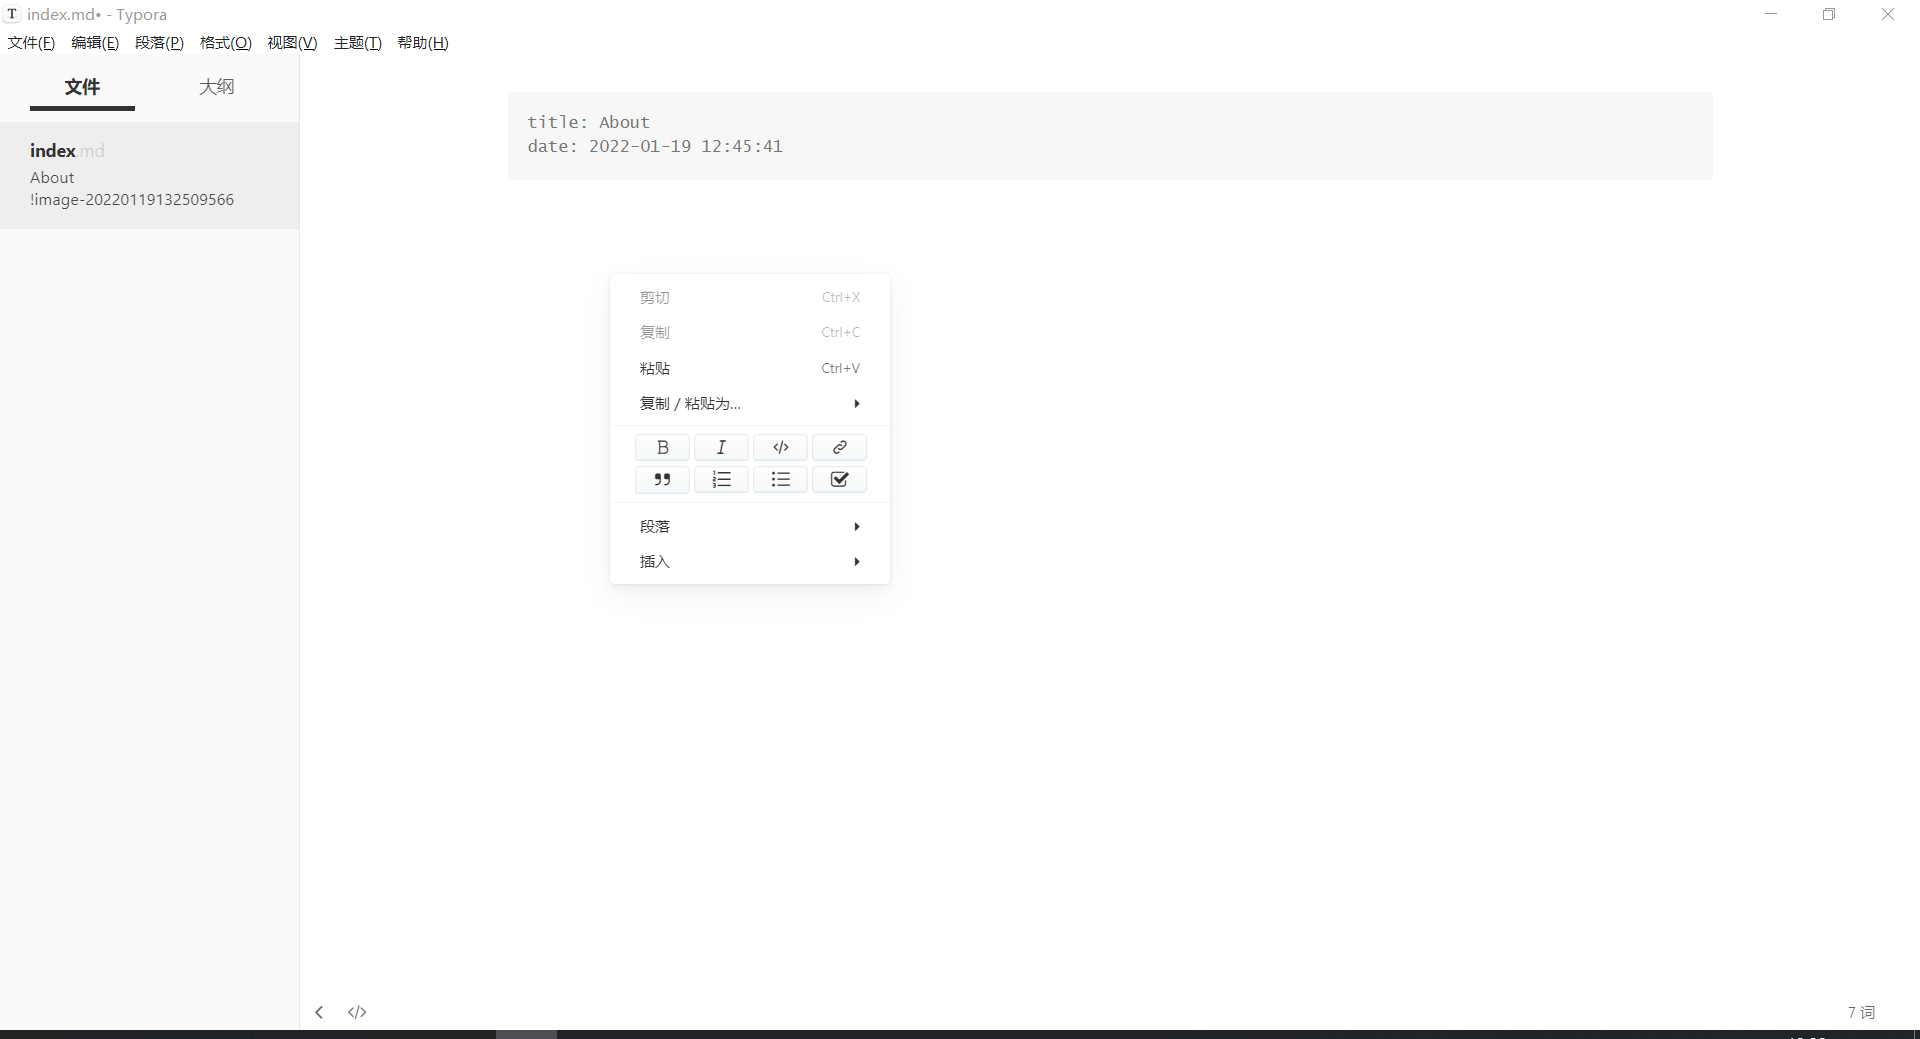 index.md• - Typora
文件(F) 编辑(E) 段落(P) 格式(O) 视图(V) 主题(T) 帮助(H)
文件 大纲
index.md
About
!image-20220119132509566
title: About
date: 2022-01-19 12:45:41
剪切 Ctrl+X
复制 Ctrl+C
粘贴 Ctrl+V
复制 / 粘贴为...
段落
插入
7 词